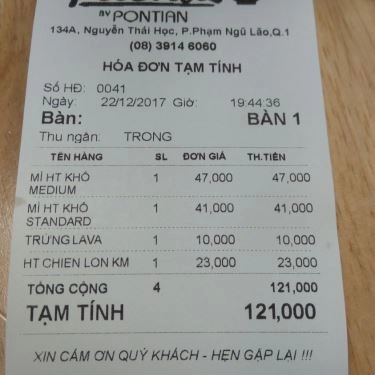 BY PONTIAN
134A, Nguyễn Thái Học, P.Phạm Ngũ Lão,Q.1
(08) 3914 6060
HÓA ĐƠN TẠM TÍNH
Số HĐ: 0041
Ngày: 22/12/2017 Giờ: 19:44:36
Bàn: BÀN 1
Thu ngân: TRONG
TÊN HÀNG SL ĐƠN GIÁ TH.TIỀN
MÌ HT KHÔ 1 47,000 47,000
MEDIUM
MÌ HT KHÔ 1 41,000 41,000
STANDARD
TRỨNG LAVA 1 10,000 10,000
HT CHIEN LON KM 1 23,000 23,000
TỔNG CỘNG 4 121,000
TẠM TÍNH 121,000
XIN CẢM ƠN QUÝ KHÁCH - HẸN GẶP LẠI !!!